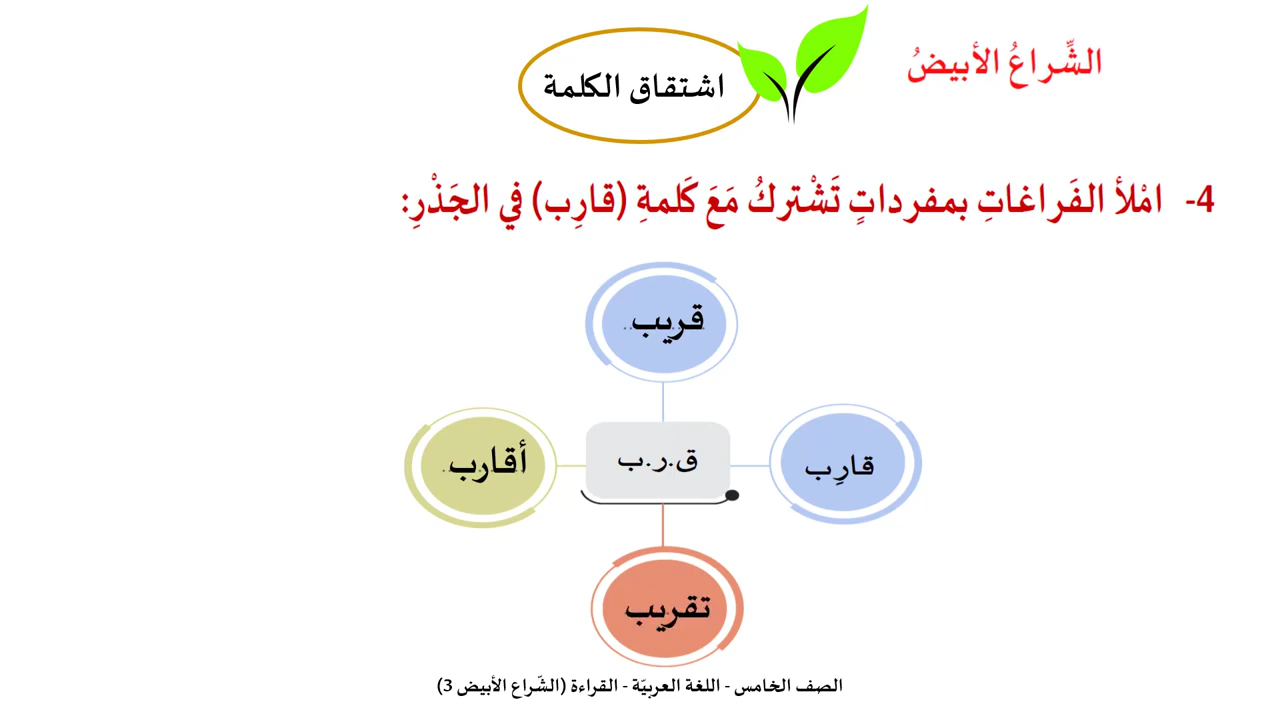 الشِّراعُ الأبيضُ
اشتقاق الكلمة
4- امْلأ الفَراغاتِ بمفرداتٍ تَشْتركُ مَعَ كَلمةِ (قارِب) في الجَذْرِ:
قريب
قارِب
ق.ر.ب
أقارب
تقريب
الصف الخامس - اللغة العربيّة - القراءة (الشّراع الأبيض 3)